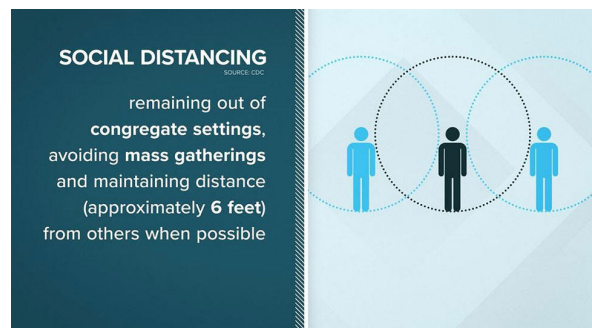 SOCIAL DISTANCING
SOURCE: CDC
remaining out of
congregate settings,
avoiding mass gatherings
and maintaining distance
(approximately 6 feet)
from others when possible